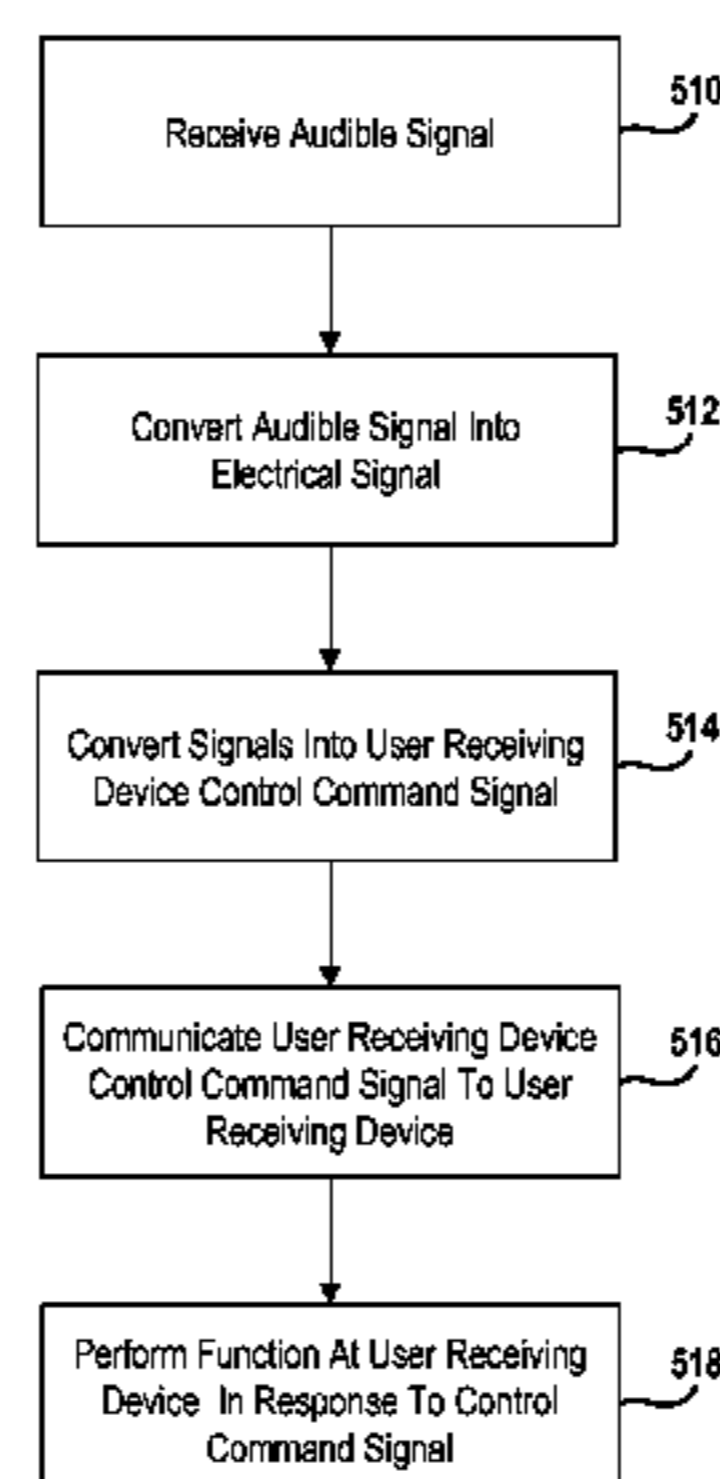 Receive Audible Signal
510
Convert Audible Signal Into
Electrical Signal
512
Convert Signals Into User Receiving
Device Control Command Signal
514
Communicate User Receiving Device
Control Command Signal To User
Receiving Device
516
Perform Function At User Receiving
Device In Response To Control
Command Signal
518